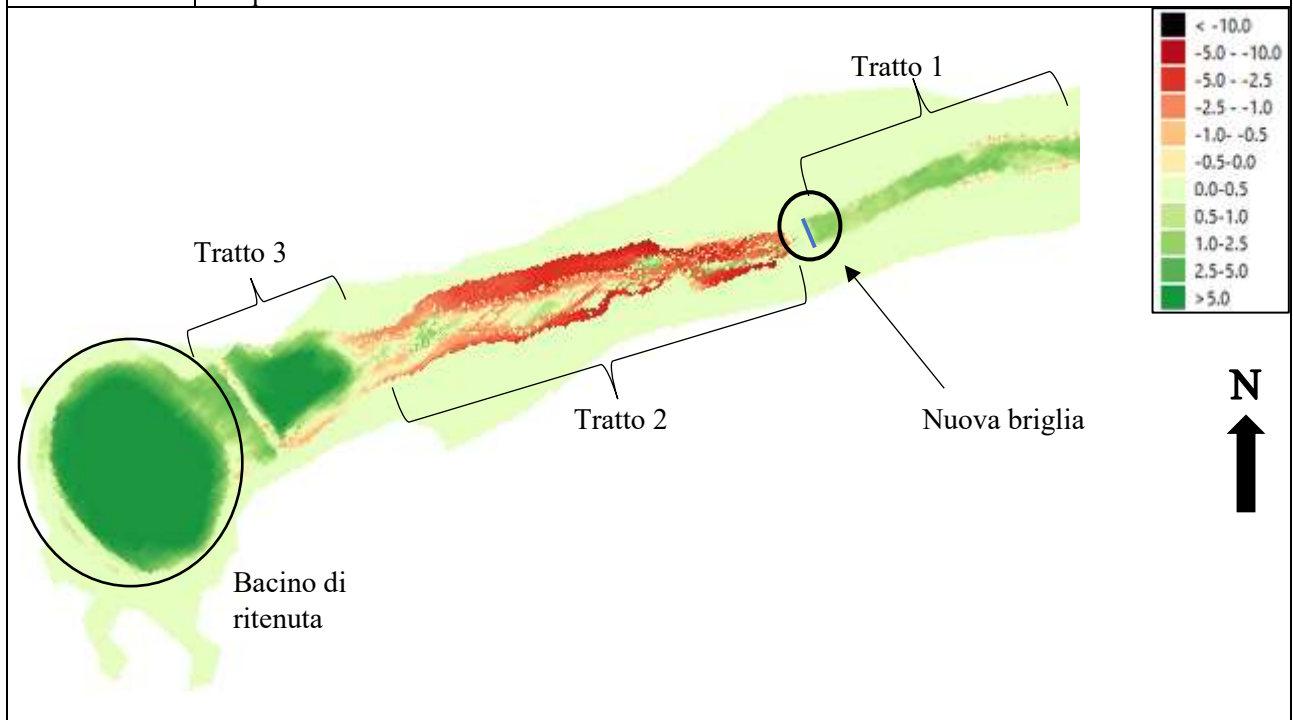 < -10.0
-5.0 - -10.0
-5.0 - -2.5
-2.5 - -1.0
-1.0- -0.5
-0.5-0.0
0.0-0.5
0.5-1.0
1.0-2.5
2.5-5.0
>5.0
Tratto 1
Tratto 3
N
Tratto 2
Nuova briglia
Bacino di
ritenuta